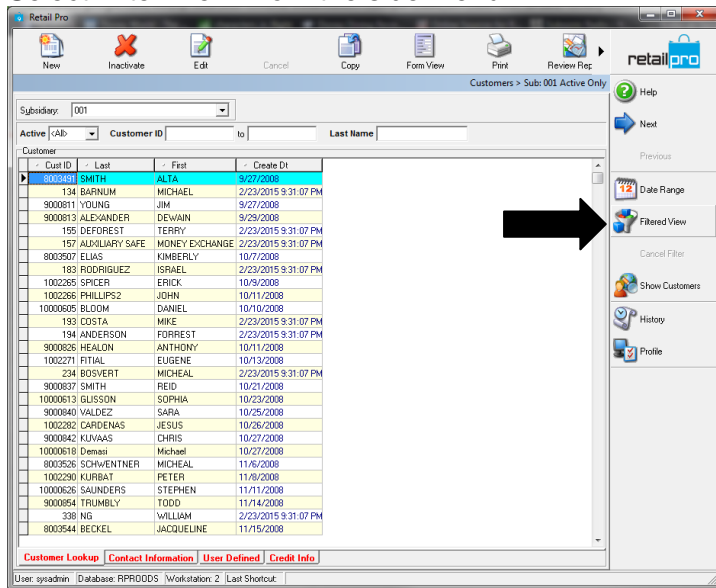 Retail Pro
New Inactivate Edit Cancel Copy Form View Print Review Rec
retailpro
Customers > Sub: 001 Active Only
Help
Next
Previous
Date Range
Filtered View
Cancel Filter
Show Customers
History
Profile
Subsidiary: 001
Active <All> Customer ID to Last Name
Customer
Cust ID Last First Create Dt
8003491 SMITH ALTA 9/27/2008
134 BARNUM MICHAEL 2/23/2015 9:31:07 PM
9000811 YOUNG JIM 9/27/2008
9000813 ALEXANDER DEWAIN 9/29/2008
155 DEFOREST TERRY 2/23/2015 9:31:07 PM
157 AUXILIARY SAFE MONEY EXCHANGE 2/23/2015 9:31:07 PM
8003507 ELIAS KIMBERLY 10/7/2008
183 RODRIGUEZ ISRAEL 2/23/2015 9:31:07 PM
1002265 SPICER ERICK 10/9/2008
1002266 PHILLIPS2 JOHN 10/11/2008
10000605 BLOOM DANIEL 10/10/2008
193 COSTA MIKE 2/23/2015 9:31:07 PM
194 ANDERSON FORREST 2/23/2015 9:31:07 PM
9000826 HEALON ANTHONY 10/11/2008
1002271 FITIAL EUGENE 10/13/2008
234 BOSVERT MICHEAL 2/23/2015 9:31:07 PM
9000837 SMITH REID 10/21/2008
10000613 GLISSON SOPHIA 10/23/2008
9000840 VALDEZ SARA 10/25/2008
1002282 CARDENAS JESUS 10/26/2008
9000842 KUVAAS CHRIS 10/27/2008
10000618 Demasi Michael 10/27/2008
8003526 SCHWENTNER MICHEAL 11/6/2008
1002290 KURBAT PETER 11/8/2008
10000626 SAUNDERS STEPHEN 11/11/2008
9000854 TRUMBLY TODD 11/14/2008
338 NG WILLIAM 2/23/2015 9:31:07 PM
8003544 BECKEL JACQUELINE 11/15/2008
Customer Lookup Contact Information User Defined Credit Info
User: sysadmin Database: RPROODS Workstation: 2 Last Shortcut: